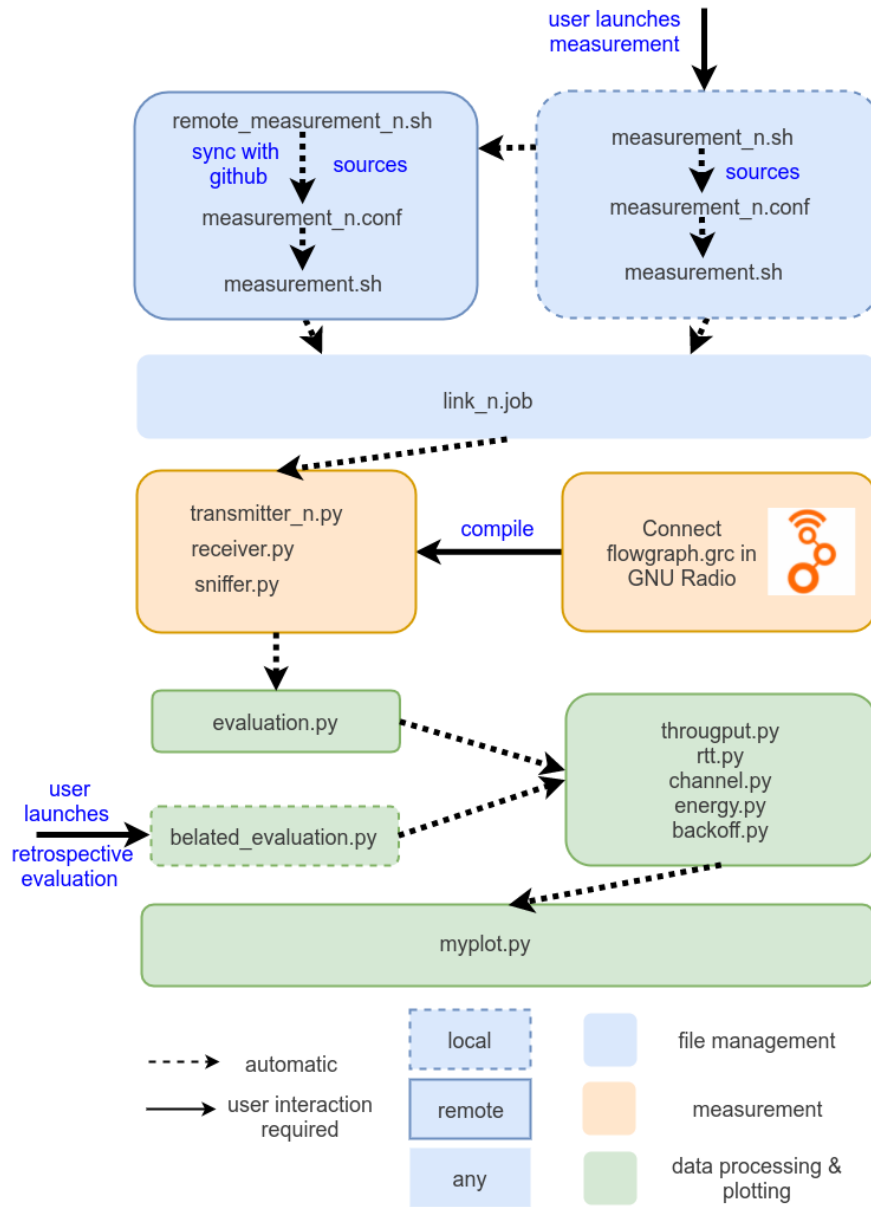 user launches
measurement
remote_measurement_n.sh
sync with
github
sources
measurement_n.conf
measurement.sh
measurement_n.sh
sources
measurement_n.conf
measurement.sh
link_n.job
transmitter_n.py
receiver.py
sniffer.py
compile
Connect
flowgraph.grc in
GNU Radio
evaluation.py
througput.py
rtt.py
channel.py
energy.py
backoff.py
user
launches
retrospective
evaluation
belated_evaluation.py
myplot.py
automatic
user interaction
required
local
remote
any
file management
measurement
data processing &
plotting